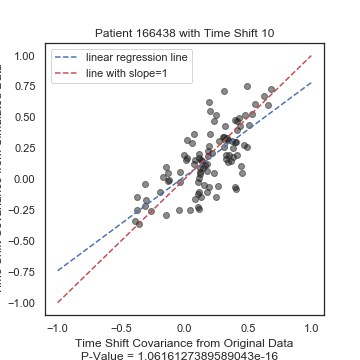 Patient 166438 with Time Shift 10
linear regression line
line with slope=1
1.00
0.75
0.50
0.25
0.00
−0.25
−0.50
−0.75
−1.00
−1.0
−0.5
0.0
0.5
1.0
Time Shift Covariance from Original Data
P-Value = 1.0616127389589043e-16